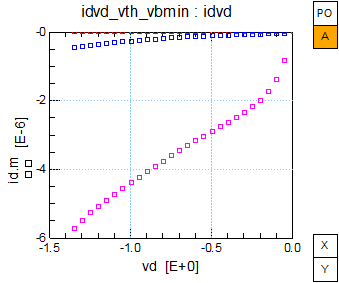 idvd_vth_vbmin : idvd
PO
A
-0
-2
-4
-6
id.m [E-6]
-1.5
-1.0
-0.5
0.0
vd [E+0]
X
Y